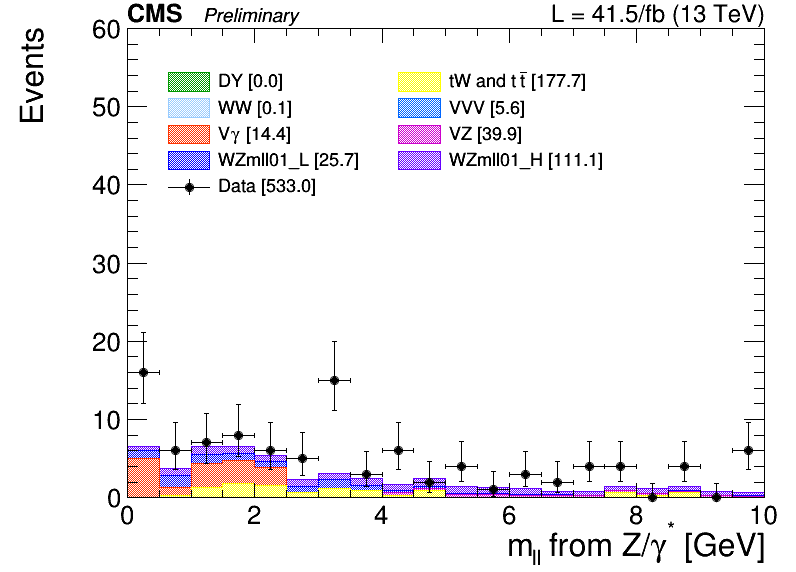 CMS Preliminary L = 41.5/fb (13 TeV)
Events
60
50
40
30
20
10
0
DY [0.0]
WW [0.1]
Vγ [14.4]
WZmll01_L [25.7]
Data [533.0]
tW and tt̅ [177.7]
VVV [5.6]
VZ [39.9]
WZmll01_H [111.1]
0 2 4 6 8 10
m_ll from Z/γ* [GeV]